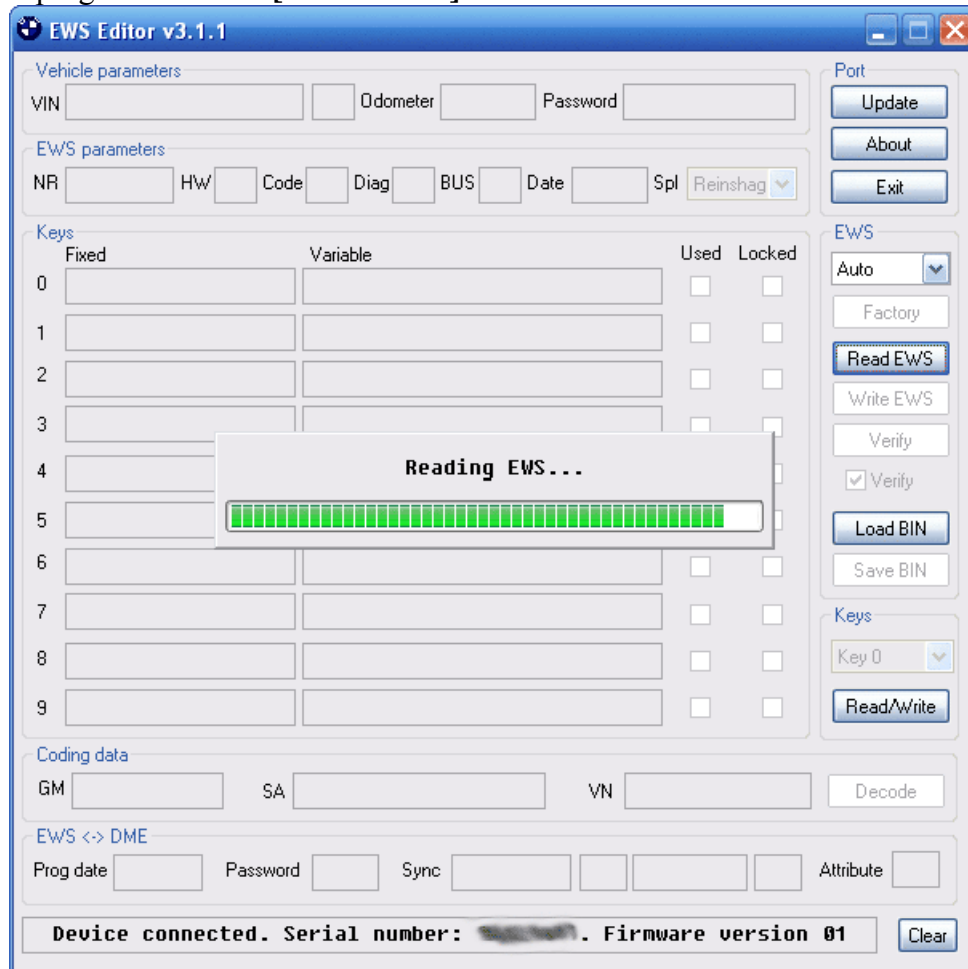 EWS Editor v3.1.1
Vehicle parameters
VIN Odometer Password
EWS parameters
NR HW Code Diag BUS Date Spl Reinshag
Keys
Fixed Variable Used Locked
0
1
2
3
4
5
6
7
8
9
Reading EWS...
Coding data
GM SA VN Decode
EWS <-> DME
Prog date Password Sync Attribute
Device connected. Serial number: . Firmware version 01 Clear
Port
Update
About
Exit
EWS
Auto
Factory
Read EWS
Write EWS
Verify
Verify
Load BIN
Save BIN
Keys
Key 0
Read/Write